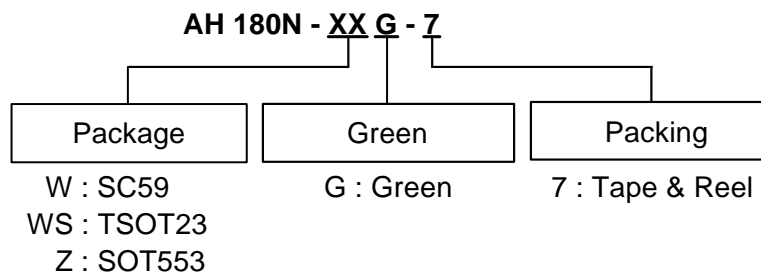 AH 180N - XX G - 7
Package Green Packing
W : SC59 G : Green 7 : Tape & Reel
WS : TSOT23
Z : SOT553